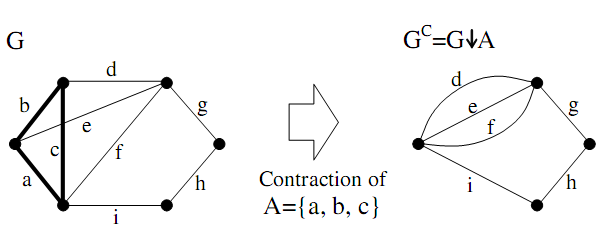 G
d
b
e
c
a
f
g
h
i
Contraction of
A={a, b, c}
G^C=G↓A
d
e
f
g
h
i